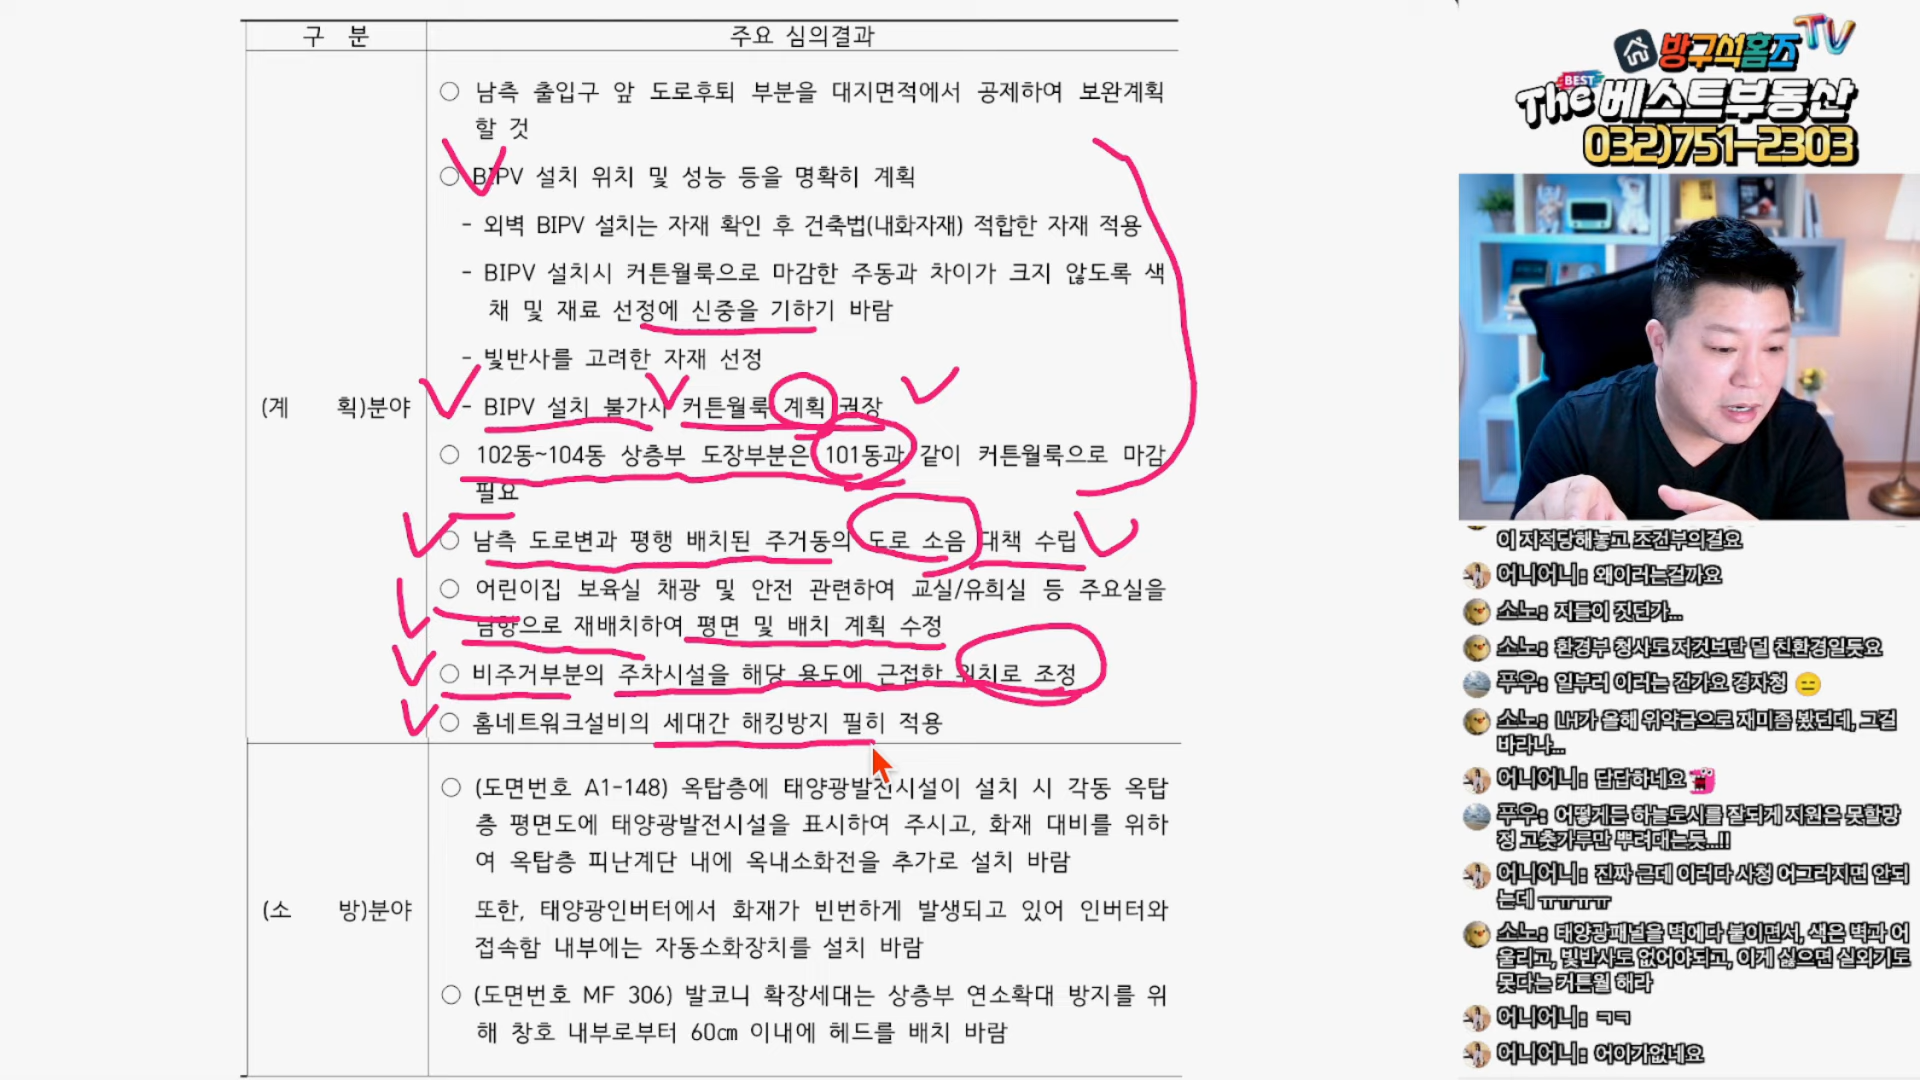 구 분
주요 심의결과
○ 남측 출입구 앞 도로후퇴 부분을 대지면적에서 공제하여 보완계획
할 것
○ BIPV 설치 위치 및 성능 등을 명확히 계획
- 외벽 BIPV 설치는 자재 확인 후 건축법(내화자재) 적합한 자재 적용
- BIPV 설치시 커튼월룩으로 마감한 주동과 차이가 크지 않도록 색
채 및 재료 선정에 신중을 기하기 바람
- 빛반사를 고려한 자재 선정
(계 획)분야
- BIPV 설치 불가시 커튼월룩 계획 권장
○ 102동~104동 상층부 도장부분은 101동과 같이 커튼월룩으로 마감
필요
○ 남측 도로변과 평행 배치된 주거동의 도로 소음 대책 수립
○ 어린이집 보육실 채광 및 안전 관련하여 교실/유희실 등 주요실을
남향으로 재배치하여 평면 및 배치 계획 수정
○ 비주거부분의 주차시설을 해당 용도에 근접한 위치로 조정
○ 홈네트워크설비의 세대간 해킹방지 필히 적용
○ (도면번호 A1-148) 옥탑층에 태양광발전시설이 설치 시 각동 옥탑
층 평면도에 태양광발전시설을 표시하여 주시고, 화재 대비를 위하
여 옥탑층 피난계단 내에 옥내소화전을 추가로 설치 바람
(소 방)분야
또한, 태양광인버터에서 화재가 빈번하게 발생되고 있어 인버터와
접속함 내부에는 자동소화장치를 설치 바람
○ (도면번호 MF 306) 발코니 확장세대는 상층부 연소확대 방지를 위
해 창호 내부로부터 60㎝ 이내에 헤드를 배치 바람
방구석홈즈TV
The BEST 베스트부동산
032)751-2303
이 지적당해놓고 조건부의결요
어니어니: 왜이러는걸까요
소노: 지들이 짓던가...
소노: 환경부 청사도 저것보단 덜 친환경일듯요
푸우: 일부러 이러는 건가요 경자청 😑
소노: LH가 올해 위약금으로 재미좀 봤던데, 그걸
바라나...
어니어니: 답답하네요
푸우: 어떻게든 하늘도시를 잘되게 지원은 못할망
정 고춧가루만 뿌려대는듯...!!
어니어니: 진짜 근데 이러다 사청 어그러지면 안되
는데 ㅠㅠㅠㅠ
소노: 태양광패널을 벽에다 붙이면서, 색은 벽과 어
울리고, 빛반사도 없어야되고, 이게 싫으면 실외기도
못다는 커튼월 해라
어니어니: ㅋㅋ
어니어니: 어이가없네요